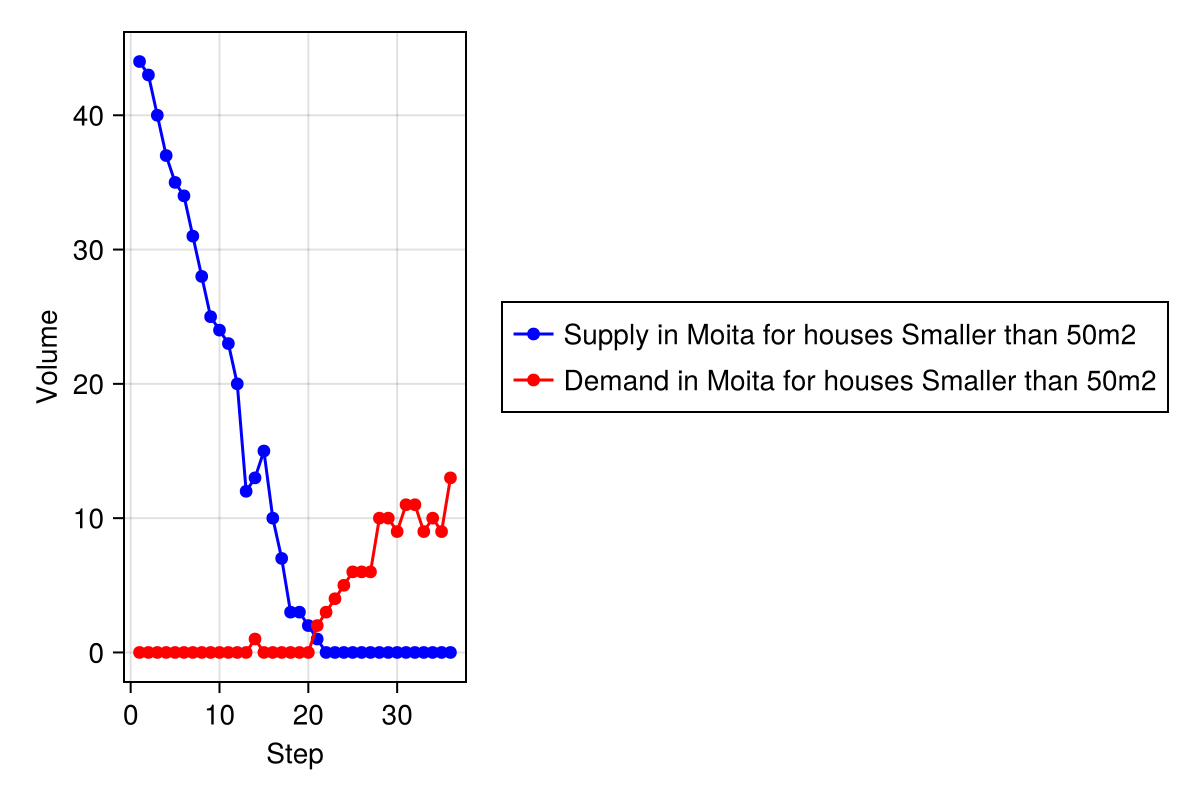 Volume
40
30
20
10
0
0 10 20 30
Step
Supply in Moita for houses Smaller than 50m2
Demand in Moita for houses Smaller than 50m2